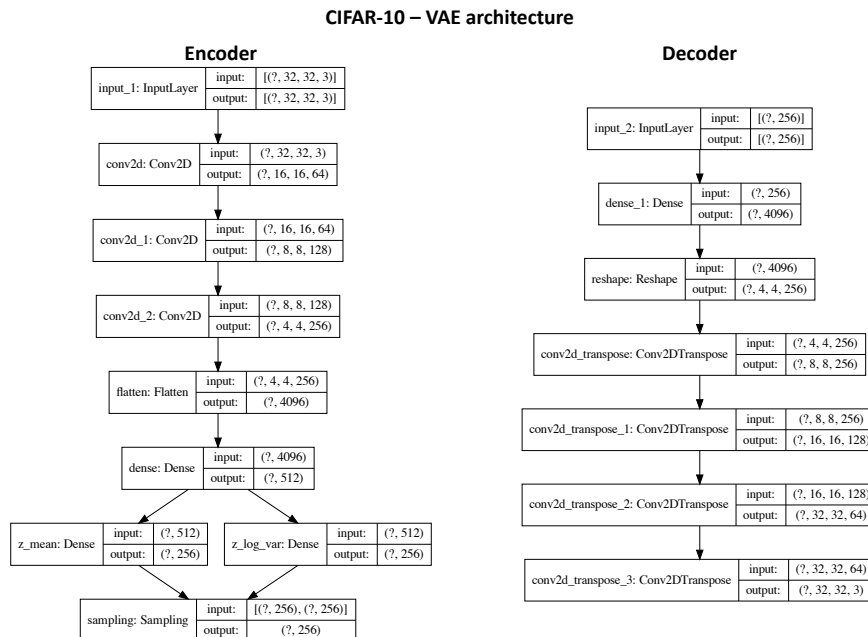 CIFAR-10 – VAE architecture
Encoder
input_1: InputLayer
input: [(?, 32, 32, 3)]
output: [(?, 32, 32, 3)]
conv2d: Conv2D
input: (?, 32, 32, 3)
output: (?, 16, 16, 64)
conv2d_1: Conv2D
input: (?, 16, 16, 64)
output: (?, 8, 8, 128)
conv2d_2: Conv2D
input: (?, 8, 8, 128)
output: (?, 4, 4, 256)
flatten: Flatten
input: (?, 4, 4, 256)
output: (?, 4096)
dense: Dense
input: (?, 4096)
output: (?, 512)
z_mean: Dense
input: (?, 512)
output: (?, 256)
z_log_var: Dense
input: (?, 512)
output: (?, 256)
sampling: Sampling
input: [(?, 256), (?, 256)]
output: (?, 256)
Decoder
input_2: InputLayer
input: [(?, 256)]
output: [(?, 256)]
dense_1: Dense
input: (?, 256)
output: (?, 4096)
reshape: Reshape
input: (?, 4096)
output: (?, 4, 4, 256)
conv2d_transpose: Conv2DTranspose
input: (?, 4, 4, 256)
output: (?, 8, 8, 256)
conv2d_transpose_1: Conv2DTranspose
input: (?, 8, 8, 256)
output: (?, 16, 16, 128)
conv2d_transpose_2: Conv2DTranspose
input: (?, 16, 16, 128)
output: (?, 32, 32, 64)
conv2d_transpose_3: Conv2DTranspose
input: (?, 32, 32, 64)
output: (?, 32, 32, 3)